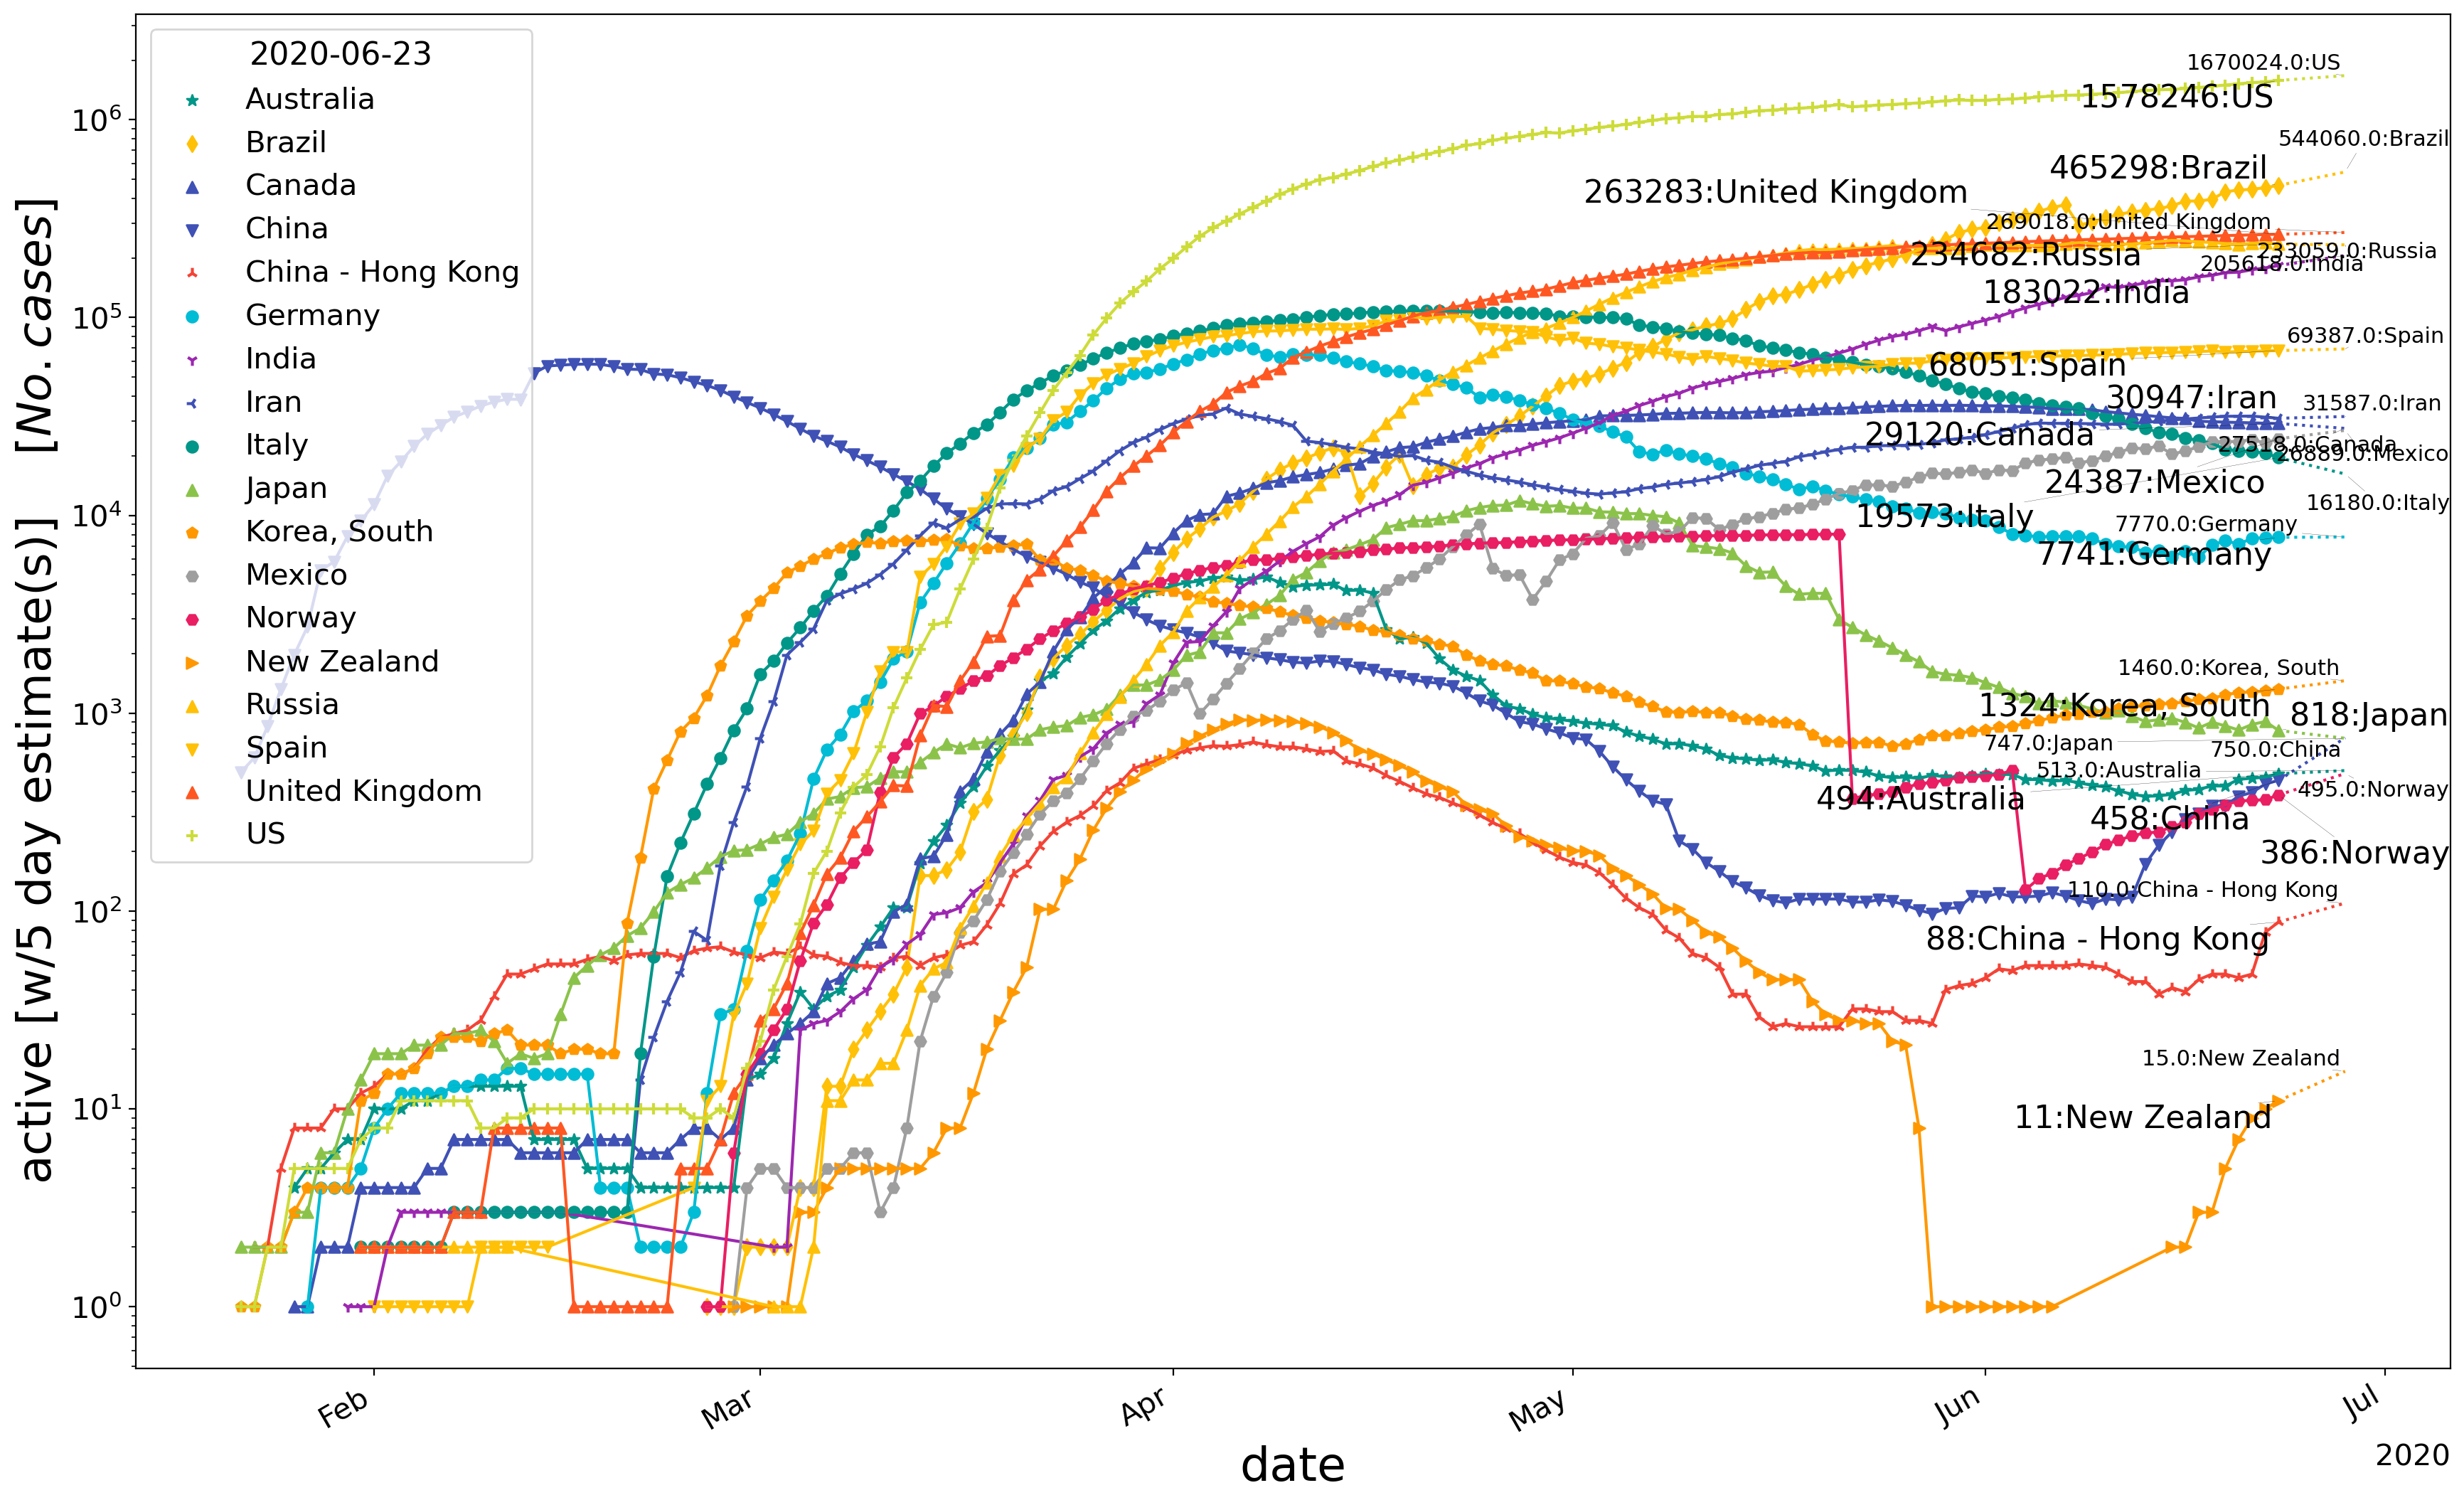 2020-06-23
Australia
Brazil
Canada
China
China - Hong Kong
Germany
India
Iran
Italy
Japan
Korea, South
Mexico
Norway
New Zealand
Russia
Spain
United Kingdom
US
active [w/5 day estimate(s)] [No. cases]
10⁶
10⁵
10⁴
10³
10²
10¹
10⁰
1670024.0:US
1578246:US
544060.0:Brazil
465298:Brazil
263283:United Kingdom
269018.0:United Kingdom
234682:Russia
233059.0:Russia
205618.0:India
183022:India
69387.0:Spain
68051:Spain
30947:Iran
31587.0:Iran
29120:Canada
27518.0:Canada
26889.0:Mexico
24387:Mexico
16180.0:Italy
19573:Italy
7770.0:Germany
7741:Germany
1460.0:Korea, South
1324:Korea, South
818:Japan
747.0:Japan
750.0:China
513.0:Australia
495.0:Norway
494:Australia
458:China
386:Norway
110.0:China - Hong Kong
88:China - Hong Kong
15.0:New Zealand
11:New Zealand
Feb
Mar
Apr
May
Jun
Jul
date
2020